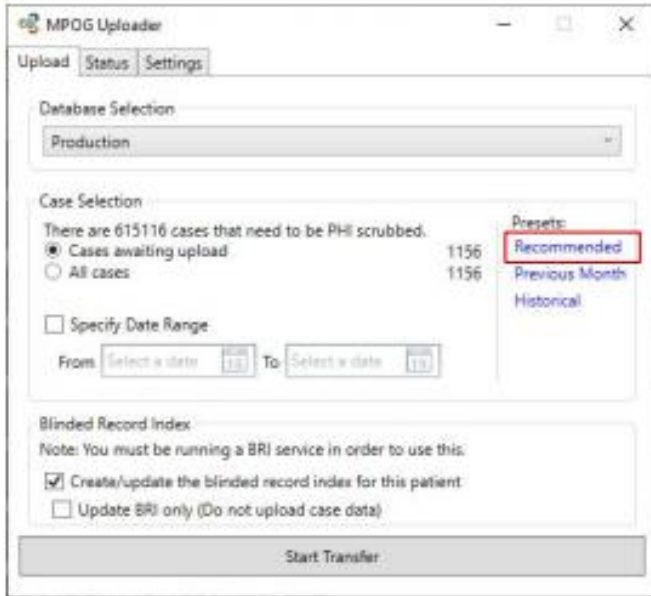 MPOG Uploader
Upload Status Settings
Database Selection
Production
Case Selection
There are 615116 cases that need to be PHI scrubbed.
Cases awaiting upload 1156
All cases 1156
Presets:
Recommended
Previous Month
Historical
Specify Date Range
From Select a date 15 To Select a date 15
Blinded Record Index
Note: You must be running a BRI service in order to use this.
Create/update the blinded record index for this patient
Update BRI only (Do not upload case data)
Start Transfer